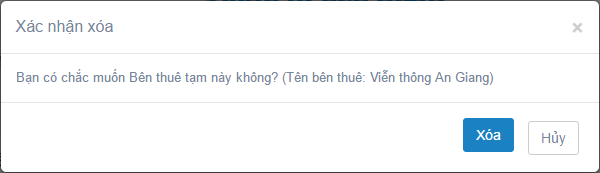 Xác nhận xóa
×
Bạn có chắc muốn Bên thuê tạm này không? (Tên bên thuê: Viễn thông An Giang)
Xóa
Hủy